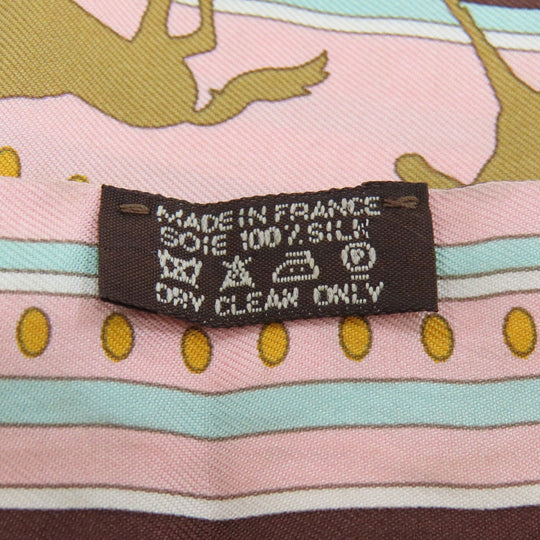 MADE IN FRANCE
SOIE 100% SILK
P
DRY CLEAN ONLY